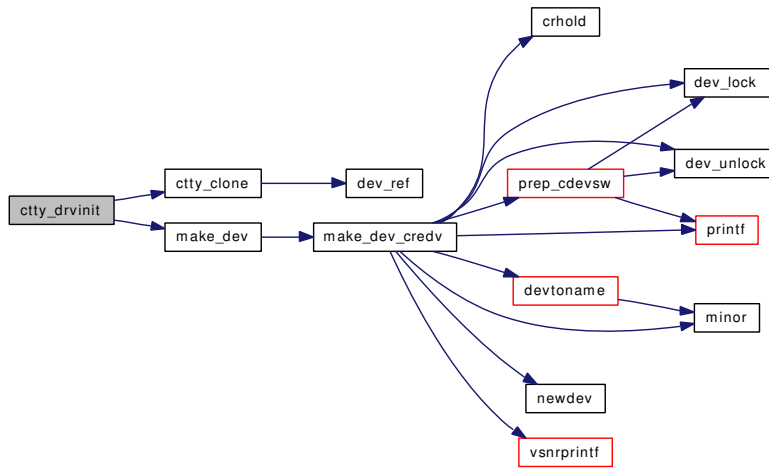 crhold
dev_lock
dev_unlock
ctty_clone
dev_ref
prep_cdevsw
ctty_drvinit
make_dev
make_dev_credv
printf
devtoname
minor
newdev
vsnrprintf